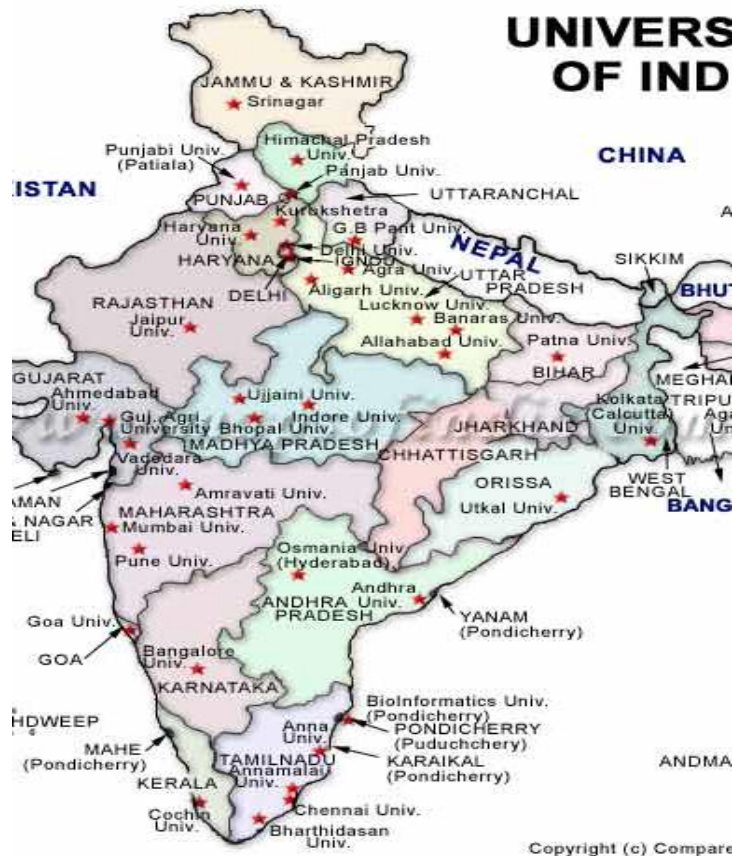 UNIVERS
OF IND
JAMMU & KASHMIR
Srinagar
Himachal Pradesh
Univ.
Punjabi Univ.
(Patiala)
Panjab Univ.
CHINA
ISTAN
PUNJAB
UTTARANCHAL
Kurukshetra
Haryana
Univ.
G.B Pant Univ.
NEPAL
Delhi Univ.
HARYANA
IGNOU
SIKKIM
Agra Univ.
UTTAR
PRADESH
DELHI
Aligarh Univ.
BHUT
RAJASTHAN
Lucknow Univ.
Jaipur
Univ.
Banaras Univ.
Allahabad Univ.
Patna Univ.
BIHAR
GUJARAT
MEGHAL
Ahmedabad
Univ.
Ujjaini Univ.
Kolkata
(Calcutta)
Univ.
TRIPU
Aga
Un
Guj. Agri
University
Indore Univ.
Bhopal Univ.
JHARKHAND
MADHYA PRADESH
Vadedara
Univ.
CHHATTISGARH
AMAN
& NAGAR
ELI
Amravati Univ.
ORISSA
WEST
BENGAL
Utkal Univ.
BANG
MAHARASHTRA
Mumbai Univ.
Pune Univ.
Osmania Univ
(Hyderabad)
Andhra
Univ.
ANDHRA
PRADESH
YANAM
(Pondicherry)
Goa Univ.
GOA
Bangalore
Univ.
KARNATAKA
BioInformatics Univ.
(Pondicherry)
HDWEEP
Anna
Univ.
PONDICHERRY
(Puduchchery)
MAHE
(Pondicherry)
TAMILNADU
KARAIKAL
(Pondicherry)
ANDMA
Annamalai
Univ.
KERALA
Chennai Univ.
Cochin
Univ.
Bharthidasan
Univ.
Copyright (c) Compare